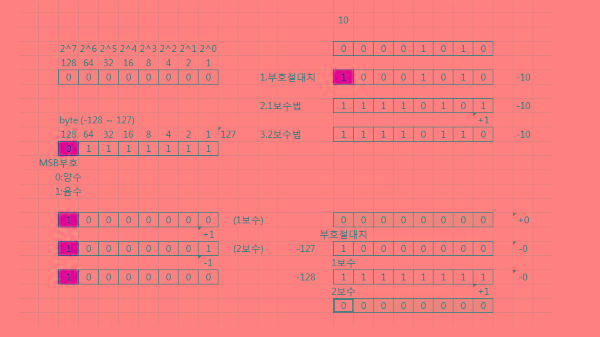 10
2^7 2^6 2^5 2^4 2^3 2^2 2^1 2^0 0 0 0 0 1 0 1 0
128 64 32 16 8 4 2 1
0 0 0 0 0 0 0 0 1.부호절대치 1 0 0 0 1 0 1 0 -10
2.1보수법 1 1 1 1 0 1 0 1 -10
byte (-128 ~ 127) +1
128 64 32 16 8 4 2 1 127 3.2보수법 1 1 1 1 0 1 1 0 -10
0 1 1 1 1 1 1 1
MSB부호
0:양수
1:음수
1 0 0 0 0 0 0 0 (1보수) 0 0 0 0 0 0 0 0 +0
+1 부호절대치
1 0 0 0 0 0 0 1 (2보수) -127 1 0 0 0 0 0 0 0 -0
-1 1보수
1 0 0 0 0 0 0 0 -128 1 1 1 1 1 1 1 1 -0
2보수 +1
0 0 0 0 0 0 0 0